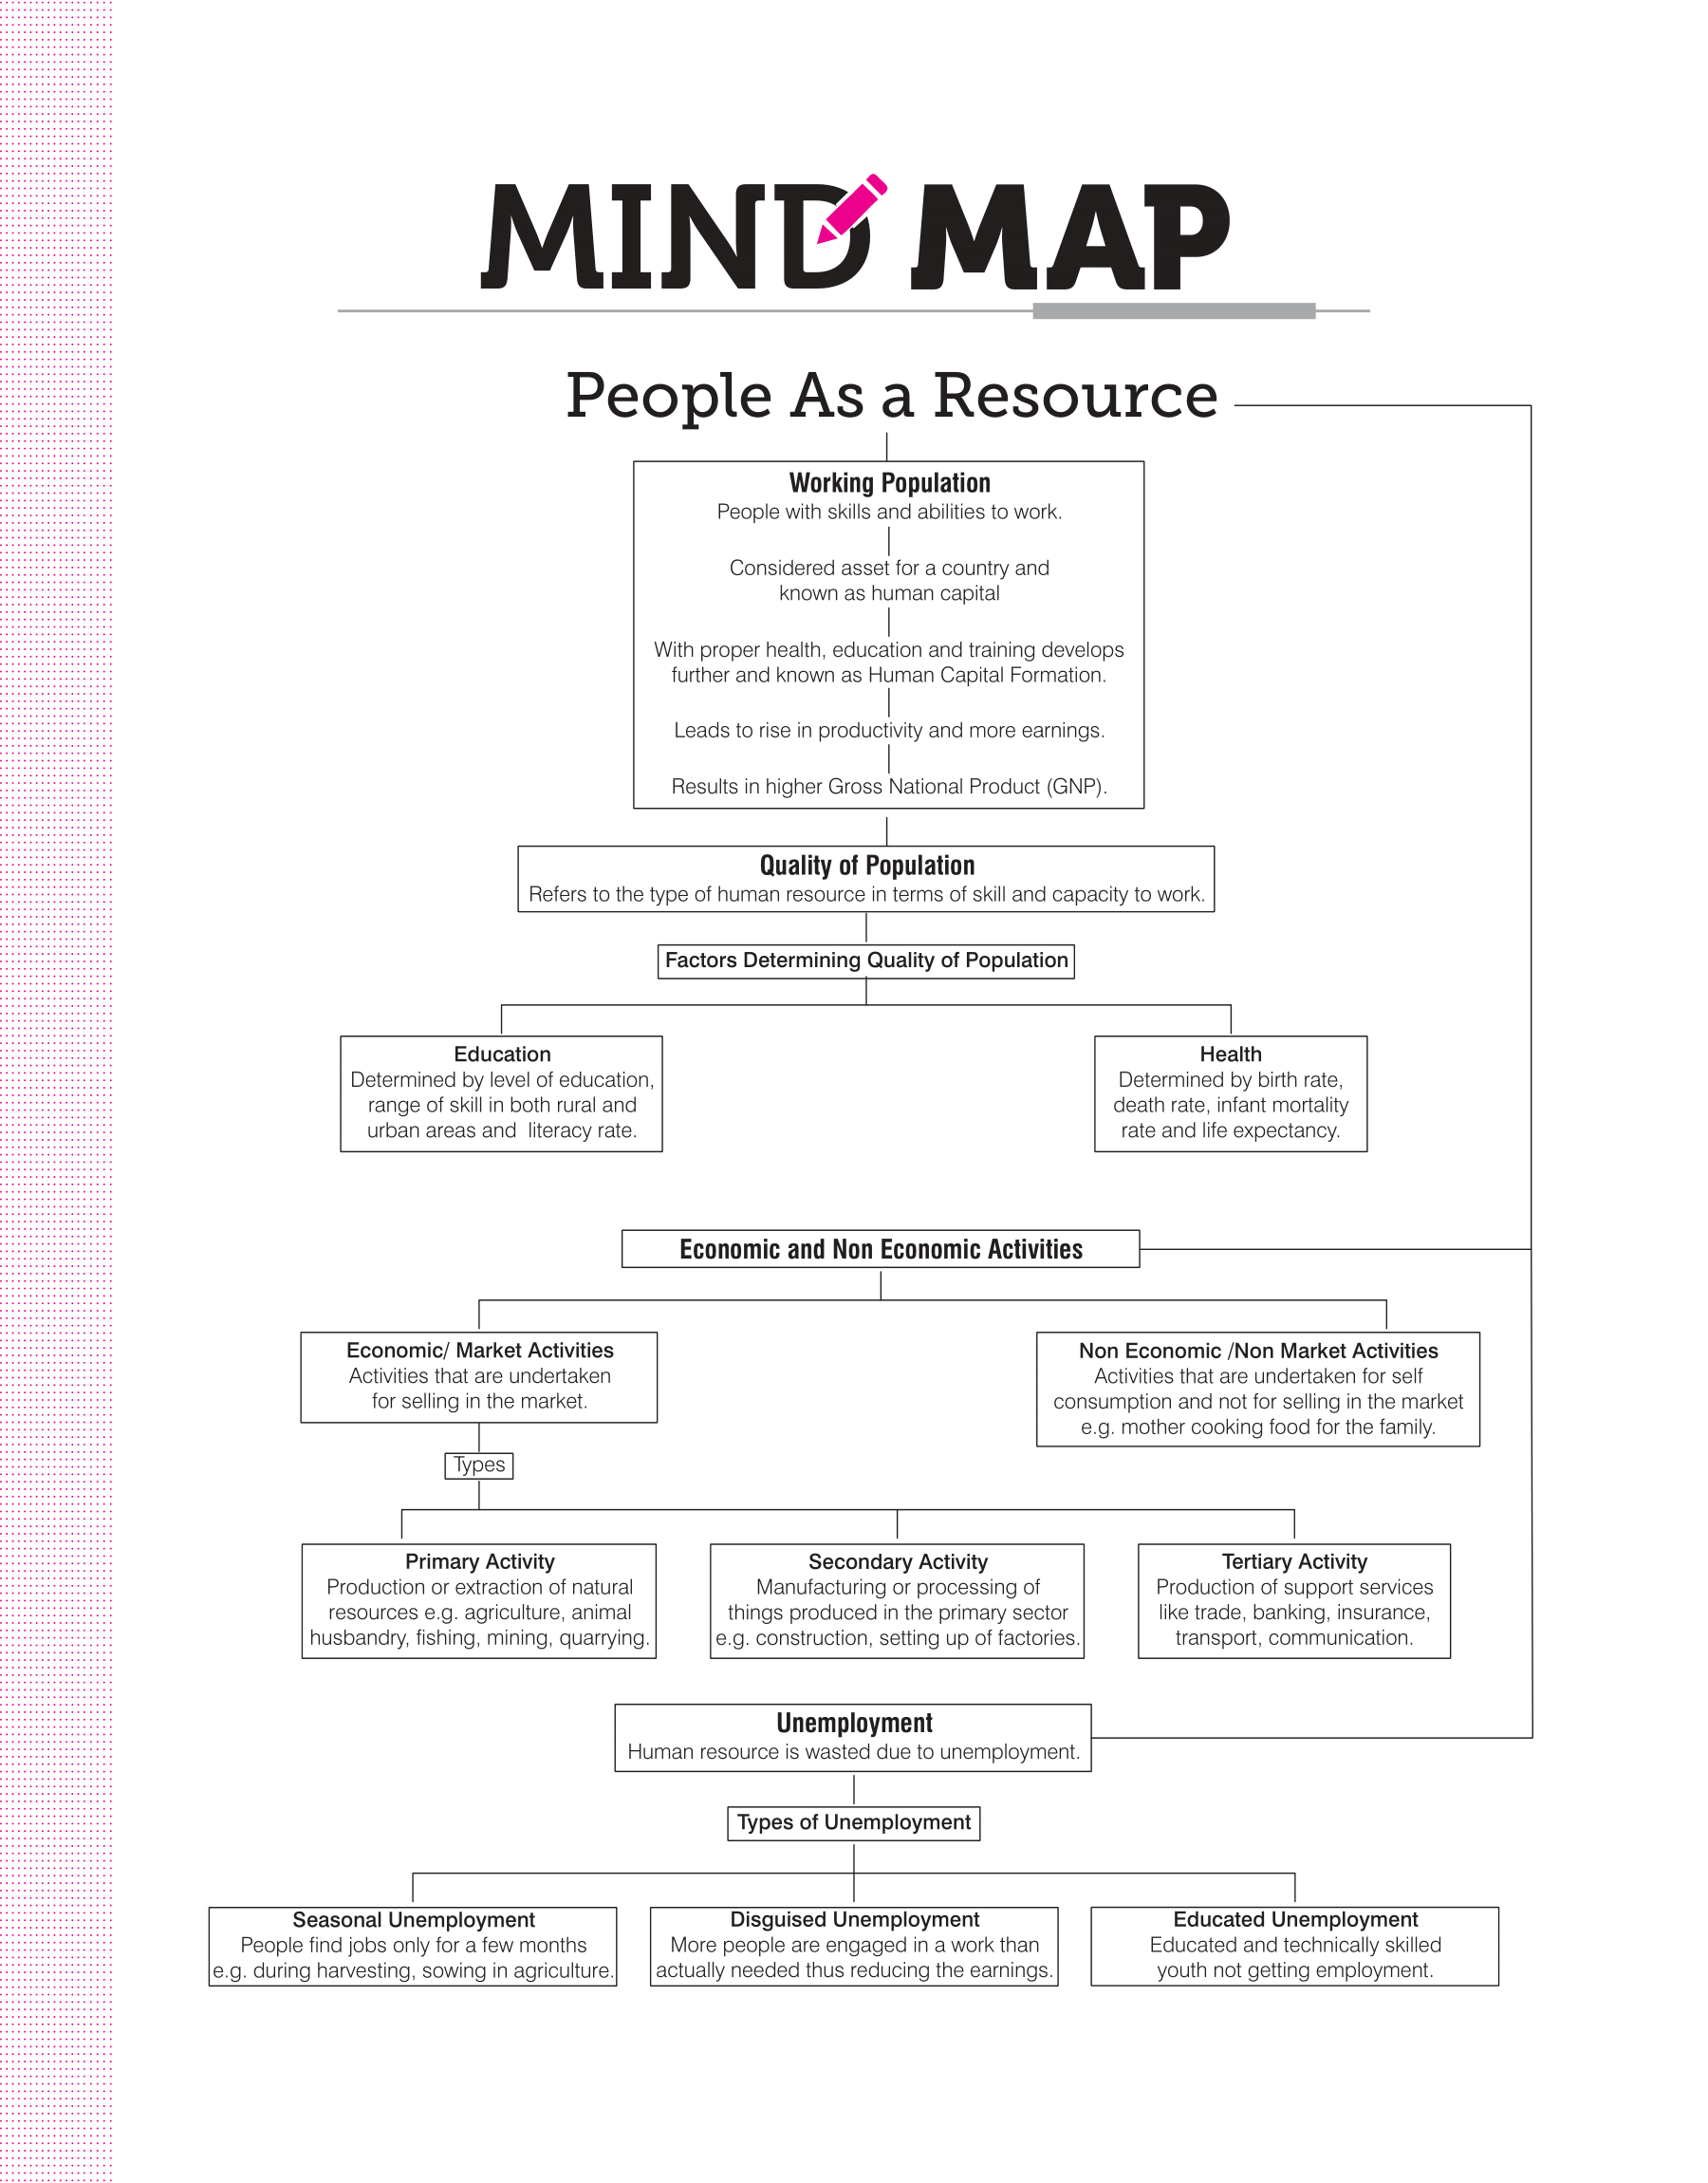 MIND MAP
People As a Resource
Working Population
People with skills and abilities to work.
Considered asset for a country and
known as human capital
With proper health, education and training develops
further and known as Human Capital Formation.
Leads to rise in productivity and more earnings.
Results in higher Gross National Product (GNP).
Quality of Population
Refers to the type of human resource in terms of skill and capacity to work.
Factors Determining Quality of Population
Education
Determined by level of education,
range of skill in both rural and
urban areas and literacy rate.
Health
Determined by birth rate,
death rate, infant mortality
rate and life expectancy.
Economic and Non Economic Activities
Economic/ Market Activities
Activities that are undertaken
for selling in the market.
Non Economic /Non Market Activities
Activities that are undertaken for self
consumption and not for selling in the market
e.g. mother cooking food for the family.
Types
Primary Activity
Production or extraction of natural
resources e.g. agriculture, animal
husbandry, fishing, mining, quarrying.
Secondary Activity
Manufacturing or processing of
things produced in the primary sector
e.g. construction, setting up of factories.
Tertiary Activity
Production of support services
like trade, banking, insurance,
transport, communication.
Unemployment
Human resource is wasted due to unemployment.
Types of Unemployment
Seasonal Unemployment
People find jobs only for a few months
e.g. during harvesting, sowing in agriculture.
Disguised Unemployment
More people are engaged in a work than
actually needed thus reducing the earnings.
Educated Unemployment
Educated and technically skilled
youth not getting employment.